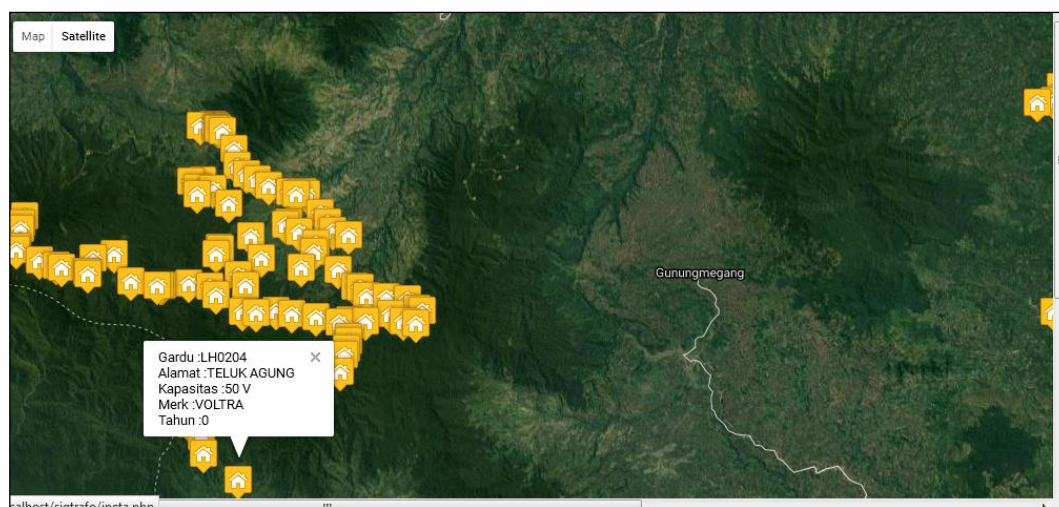 Map Satellite
Gunungmegang
Gardu :LH0204
Alamat :TELUK AGUNG
Kapasitas :50 V
Merk :VOLTRA
Tahun :0